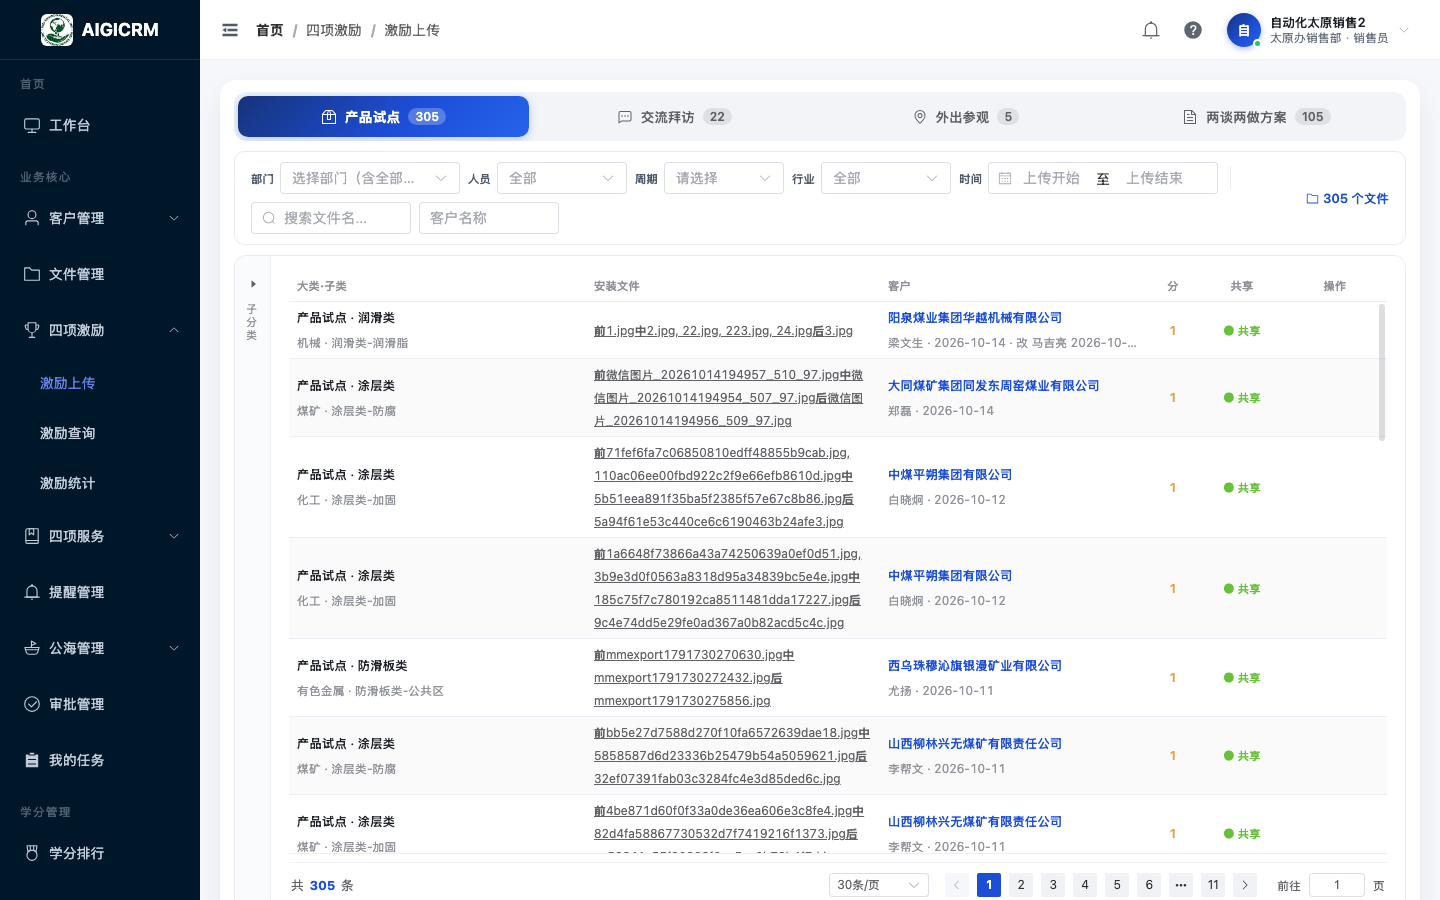 AIGICRM
首页
工作台
业务核心
客户管理
文件管理
四项激励
激励上传
激励查询
激励统计
四项服务
提醒管理
公海管理
审批管理
我的任务
学分管理
学分排行
首页 / 四项激励 / 激励上传
自
自动化太原销售2
太原办销售部 · 销售员
产品试点 305
交流拜访 22
外出参观 5
两谈两做方案 105
部门 选择部门（含全部... 人员 全部 周期 请选择 行业 全部 时间 上传开始 至 上传结束
搜索文件名... 客户名称
305 个文件
子分类
大类·子类 安装文件 客户 分 共享 操作
产品试点 · 润滑类
机械 · 润滑类-润滑脂
前1.jpg中2.jpg, 22.jpg, 223.jpg, 24.jpg后3.jpg
阳泉煤业集团华越机械有限公司
梁文生 · 2026-10-14 · 改 马吉亮 2026-10-...
1 共享
产品试点 · 涂层类
煤矿 · 涂层类-防腐
前微信图片_20261014194957_510_97.jpg中微
信图片_20261014194954_507_97.jpg后微信图
片_20261014194956_509_97.jpg
大同煤矿集团同发东周窑煤业有限公司
郑磊 · 2026-10-14
1 共享
产品试点 · 涂层类
化工 · 涂层类-加固
前71fef6fa7c06850810edff48855b9cab.jpg,
110ac06ee00fbd922c2f9e66efb8610d.jpg中
5b51eea891f35ba5f2385f57e67c8b86.jpg后
5a94f61e53c440ce6c6190463b24afe3.jpg
中煤平朔集团有限公司
白晓炯 · 2026-10-12
1 共享
产品试点 · 涂层类
化工 · 涂层类-加固
前1a6648f73866a43a74250639a0ef0d51.jpg,
3b9e3d0f0563a8318d95a34839bc5e4e.jpg中
185c75f7c780192ca8511481dda17227.jpg后
9c4e74dd5e29fe0ad367a0b82acd5c4c.jpg
中煤平朔集团有限公司
白晓炯 · 2026-10-12
1 共享
产品试点 · 防滑板类
有色金属 · 防滑板类-公共区
前mmexport1791730270630.jpg中
mmexport1791730272432.jpg后
mmexport1791730275856.jpg
西乌珠穆沁旗银漫矿业有限公司
尤扬 · 2026-10-11
1 共享
产品试点 · 涂层类
煤矿 · 涂层类-防腐
前bb5e27d7588d270f10fa6572639dae18.jpg中
5858587d6d23336b25479b54a5059621.jpg后
32ef07391fab03c3284fc4e3d85ded6c.jpg
山西柳林兴无煤矿有限责任公司
李帮文 · 2026-10-11
1 共享
产品试点 · 涂层类
煤矿 · 涂层类-加固
前4be871d60f0f33a0de36ea606e3c8fe4.jpg中
82d4fa58867730532d7f7419216f1373.jpg后
山西柳林兴无煤矿有限责任公司
李帮文 · 2026-10-11
1 共享
共 305 条
30条/页 1 2 3 4 5 6 ••• 11 前往 1 页